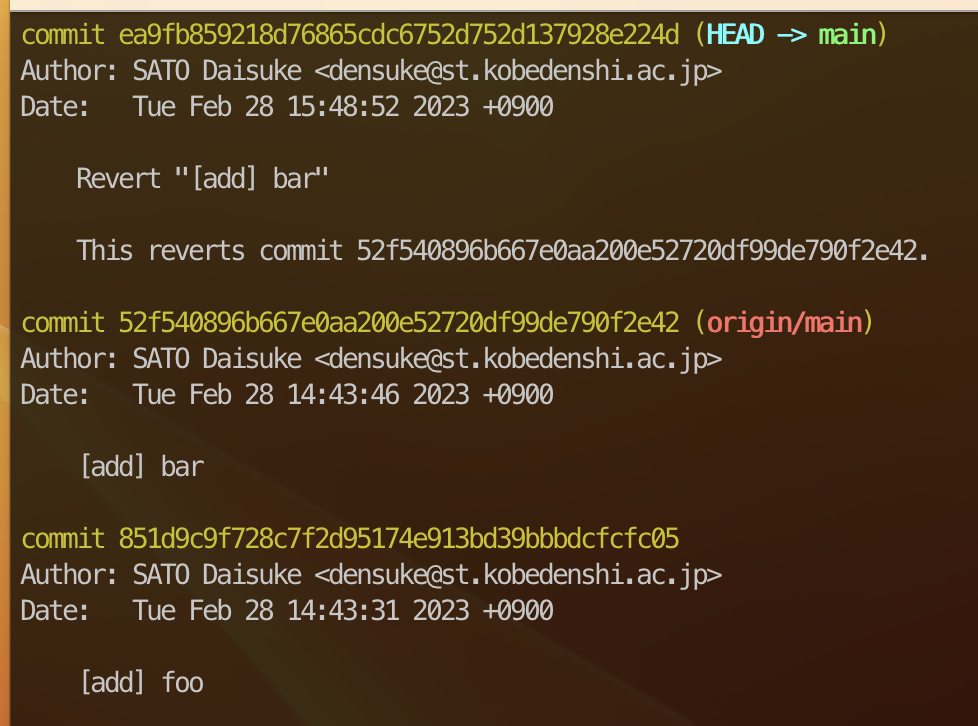 commit ea9fb859218d76865cdc6752d752d137928e224d (HEAD -> main)
Author: SATO Daisuke <densuke@st.kobedenshi.ac.jp>
Date:   Tue Feb 28 15:48:52 2023 +0900

    Revert "[add] bar"

    This reverts commit 52f540896b667e0aa200e52720df99de790f2e42.

commit 52f540896b667e0aa200e52720df99de790f2e42 (origin/main)
Author: SATO Daisuke <densuke@st.kobedenshi.ac.jp>
Date:   Tue Feb 28 14:43:46 2023 +0900

    [add] bar

commit 851d9c9f728c7f2d95174e913bd39bbbdcfcfc05
Author: SATO Daisuke <densuke@st.kobedenshi.ac.jp>
Date:   Tue Feb 28 14:43:31 2023 +0900

    [add] foo